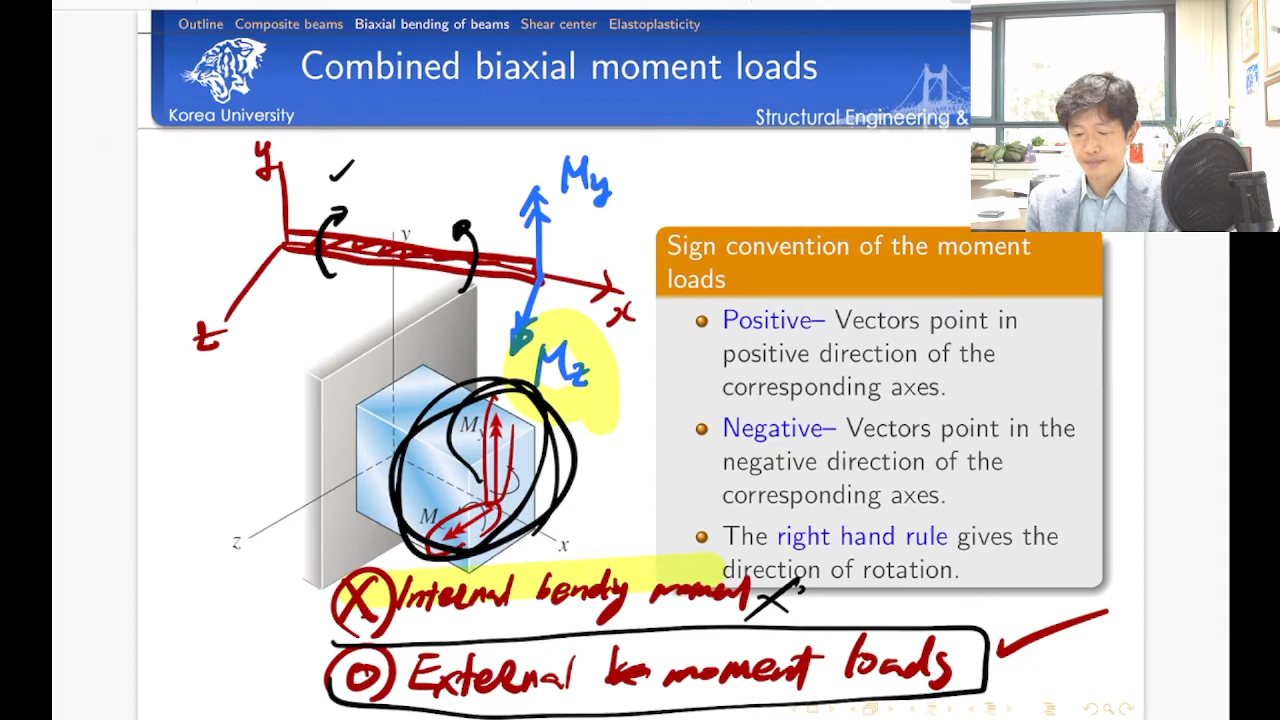 Outline Composite beams Biaxial bending of beams Shear center Elastoplasticity
Combined biaxial moment loads
Korea University
Structural Engineering &
y
My
x
z
Mz
y
My
M
z
x
Sign convention of the moment
loads
Positive– Vectors point in
positive direction of the
corresponding axes.
Negative– Vectors point in the
negative direction of the
corresponding axes.
The right hand rule gives the
direction of rotation.
Internal bendiy moment
External be moment loads